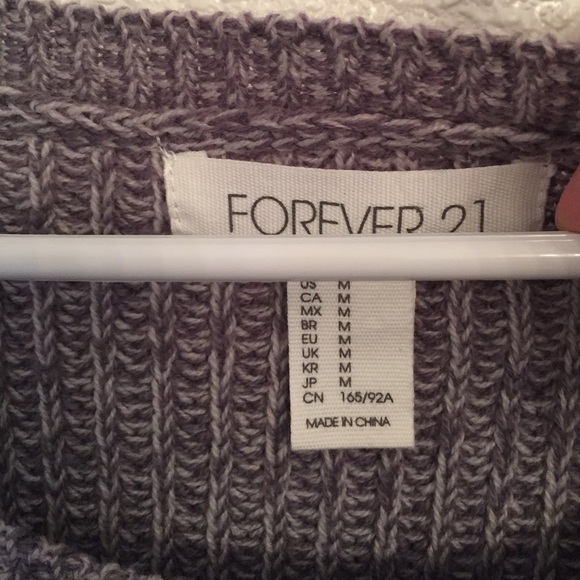 FOREVER 21
US M
CA M
MX M
BR M
EU M
UK M
KR M
JP M
CN 165/92A
MADE IN CHINA